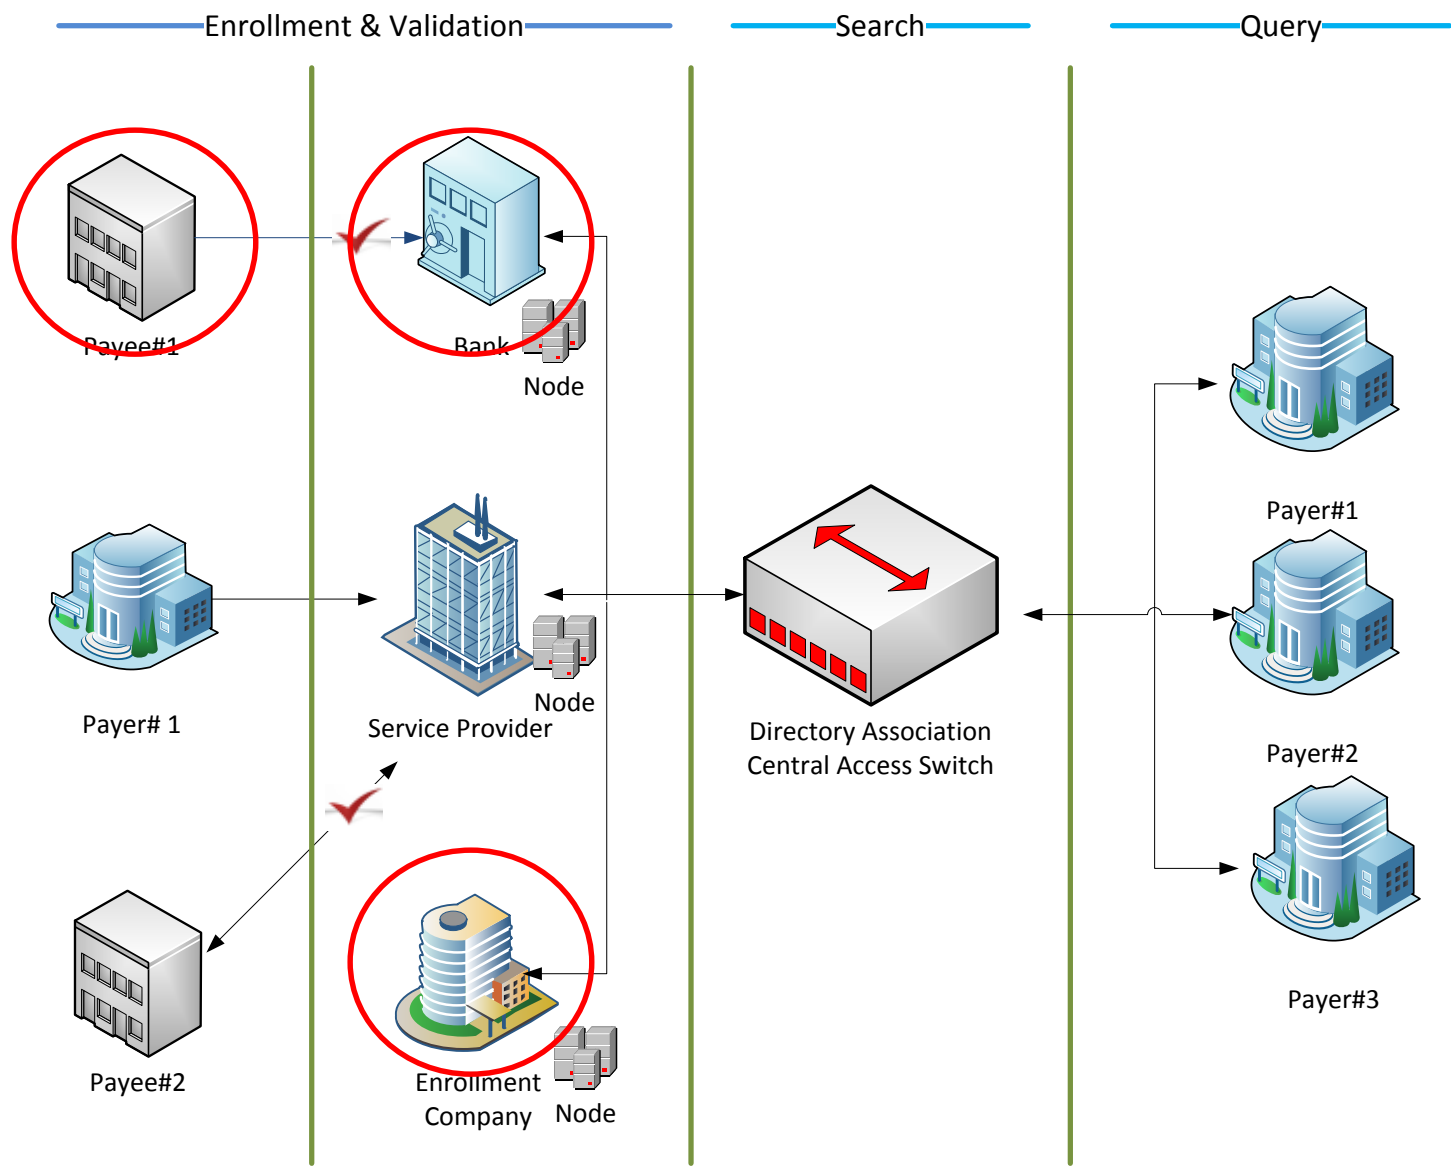 Enrollment & Validation
Search
Query
Payee#1
Bank
Node
Payer#1
Payer# 1
Service Provider
Node
Directory Association
Central Access Switch
Payer#2
Payee#2
Enrollment
Company
Node
Payer#3